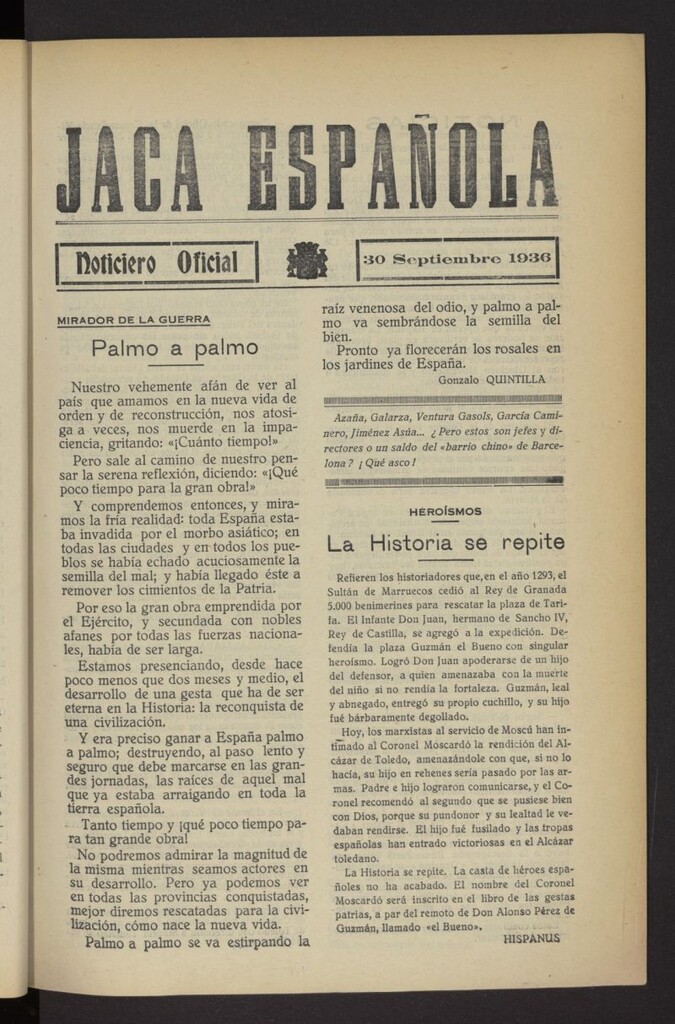 JACA ESPAÑOLA
Noticiero Oficial
30 Septiembre 1936
MIRADOR DE LA GUERRA
Palmo a palmo
Nuestro vehemente afán de ver al
país que amamos en la nueva vida de
orden y de reconstrucción, nos atosi-
ga a veces, nos muerde en la impa-
ciencia, gritando: «¡Cuánto tiempo!»
Pero sale al camino de nuestro pen-
sar la serena reflexión, diciendo: «¡Qué
poco tiempo para la gran obra!»
Y comprendemos entonces, y mira-
mos la fría realidad: toda España esta-
ba invadida por el morbo asiático; en
todas las ciudades y en todos los pue-
blos se había echado acuciosamente la
semilla del mal; y había llegado éste a
remover los cimientos de la Patria.
Por eso la gran obra emprendida por
el Ejército, y secundada con nobles
afanes por todas las fuerzas naciona-
les, había de ser larga.
Estamos presenciando, desde hace
poco menos que dos meses y medio, el
desarrollo de una gesta que ha de ser
eterna en la Historia: la reconquista de
una civilización.
Y era preciso ganar a España palmo
a palmo; destruyendo, al paso lento y
seguro que debe marcarse en las gran-
des jornadas, las raíces de aquel mal
que ya estaba arraigando en toda la
tierra española.
Tanto tiempo y ¡qué poco tiempo pa-
ra tan grande obra!
No podremos admirar la magnitud de
la misma mientras seamos actores en
su desarrollo. Pero ya podemos ver
en todas las provincias conquistadas,
mejor diremos rescatadas para la civi-
lización, cómo nace la nueva vida.
Palmo a palmo se va estirpando la
raíz venenosa del odio, y palmo a pal-
mo va sembrándose la semilla del
bien.
Pronto ya florecerán los rosales en
los jardines de España.
Gonzalo QUINTILLA
Azaña, Galarza, Ventura Gasols, García Cami-
nero, Jiménez Asúa... ¿Pero estos son jefes y di-
rectores o un saldo del «barrio chino» de Barce-
lona? ¡Qué asco!
HEROÍSMOS
La Historia se repite
Refieren los historiadores que, en el año 1293, el
Sultán de Marruecos cedió al Rey de Granada
5.000 benimerines para rescatar la plaza de Tari-
fa. El Infante Don Juan, hermano de Sancho IV,
Rey de Castilla, se agregó a la expedición. De-
fendía la plaza Guzmán el Bueno con singular
heroísmo. Logró Don Juan apoderarse de un hijo
del defensor, a quien amenazaba con la muerte
del niño si no rendía la fortaleza. Guzmán, leal
y abnegado, entregó su propio cuchillo, y su hijo
fué bárbaramente degollado.
Hoy, los marxistas al servicio de Moscú han in-
timado al Coronel Moscardó la rendición del Al-
cázar de Toledo, amenazándole con que, si no lo
hacía, su hijo en rehenes sería pasado por las ar-
mas. Padre e hijo lograron comunicarse, y el Co-
ronel recomendó al segundo que se pusiese bien
con Dios, porque su pundonor y su lealtad le ve-
daban rendirse. El hijo fué fusilado y las tropas
españolas han entrado victoriosas en el Alcázar
toledano.
La Historia se repite. La casta de héroes espa-
ñoles no ha acabado. El nombre del Coronel
Moscardó será inscrito en el libro de las gestas
patrias, a par del remoto de Don Alonso Pérez de
Guzmán, llamado «el Bueno».
HISPANUS